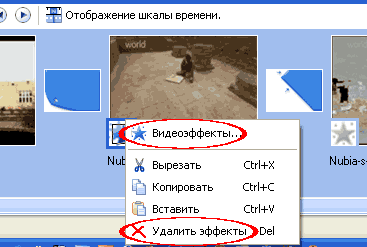 Отображение шкалы времени.
world
Nub
Nubia-s-
Видеоэффекты...
Вырезать Ctrl+X
Копировать Ctrl+C
Вставить Ctrl+V
Удалить эффекты Del